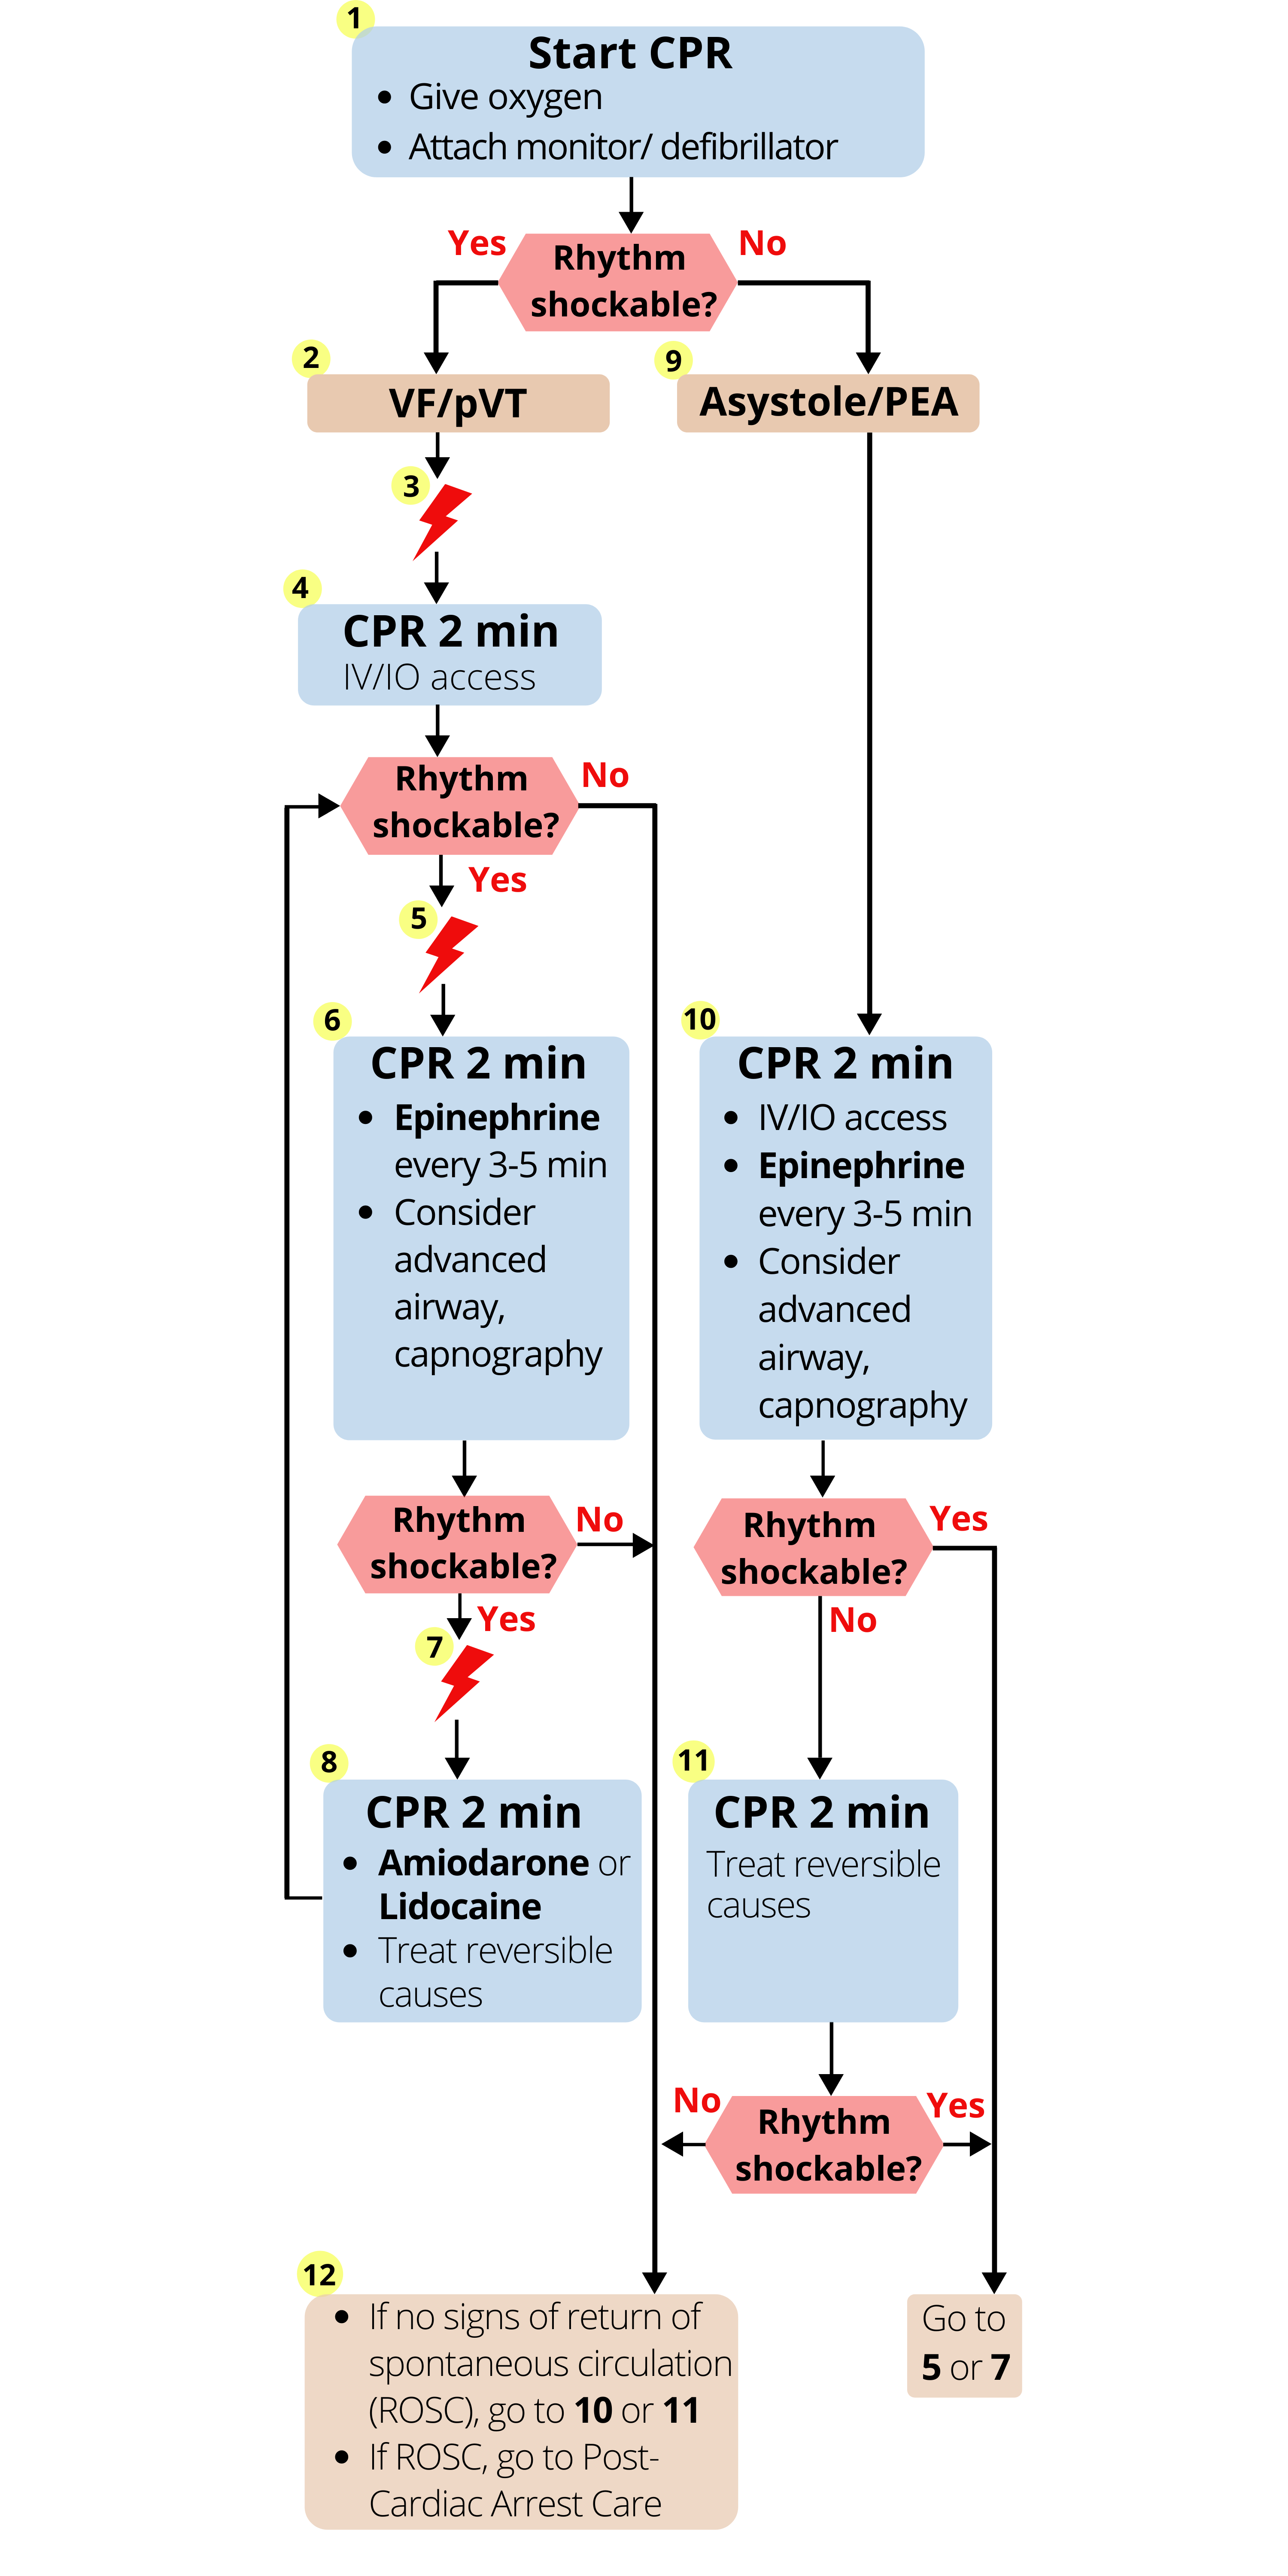 1
Start CPR
• Give oxygen
• Attach monitor/ defibrillator
Rhythm
shockable?
Yes
No
2
VF/pVT
9
Asystole/PEA
3
4
CPR 2 min
IV/IO access
Rhythm
shockable?
No
Yes
5
6
CPR 2 min
• Epinephrine
every 3-5 min
• Consider
advanced
airway,
capnography
10
CPR 2 min
• IV/IO access
• Epinephrine
every 3-5 min
• Consider
advanced
airway,
capnography
Rhythm
shockable?
No
Yes
7
Rhythm
shockable?
Yes
No
8
CPR 2 min
• Amiodarone or
Lidocaine
• Treat reversible
causes
11
CPR 2 min
Treat reversible
causes
No
Rhythm
shockable?
Yes
12
• If no signs of return of
spontaneous circulation
(ROSC), go to 10 or 11
• If ROSC, go to Post-
Cardiac Arrest Care
Go to
5 or 7